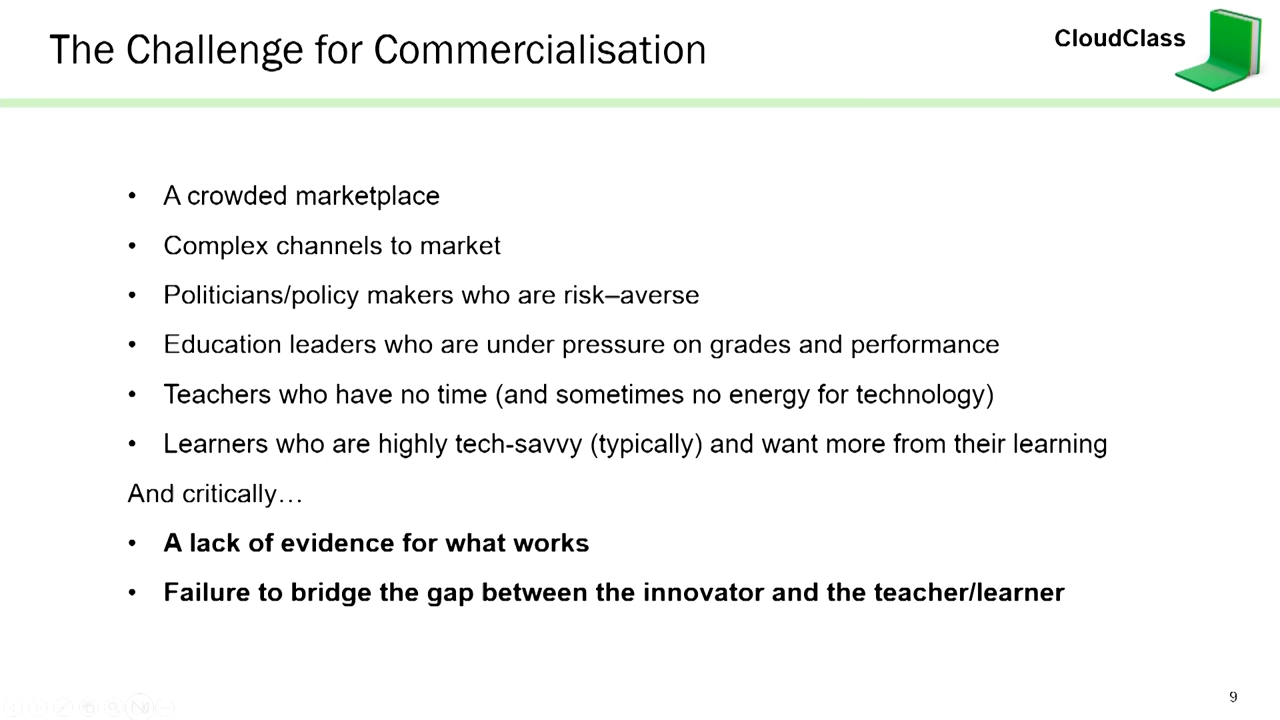 The Challenge for Commercialisation
CloudClass
• A crowded marketplace
• Complex channels to market
• Politicians/policy makers who are risk–averse
• Education leaders who are under pressure on grades and performance
• Teachers who have no time (and sometimes no energy for technology)
• Learners who are highly tech-savvy (typically) and want more from their learning
And critically…
• A lack of evidence for what works
• Failure to bridge the gap between the innovator and the teacher/learner
9